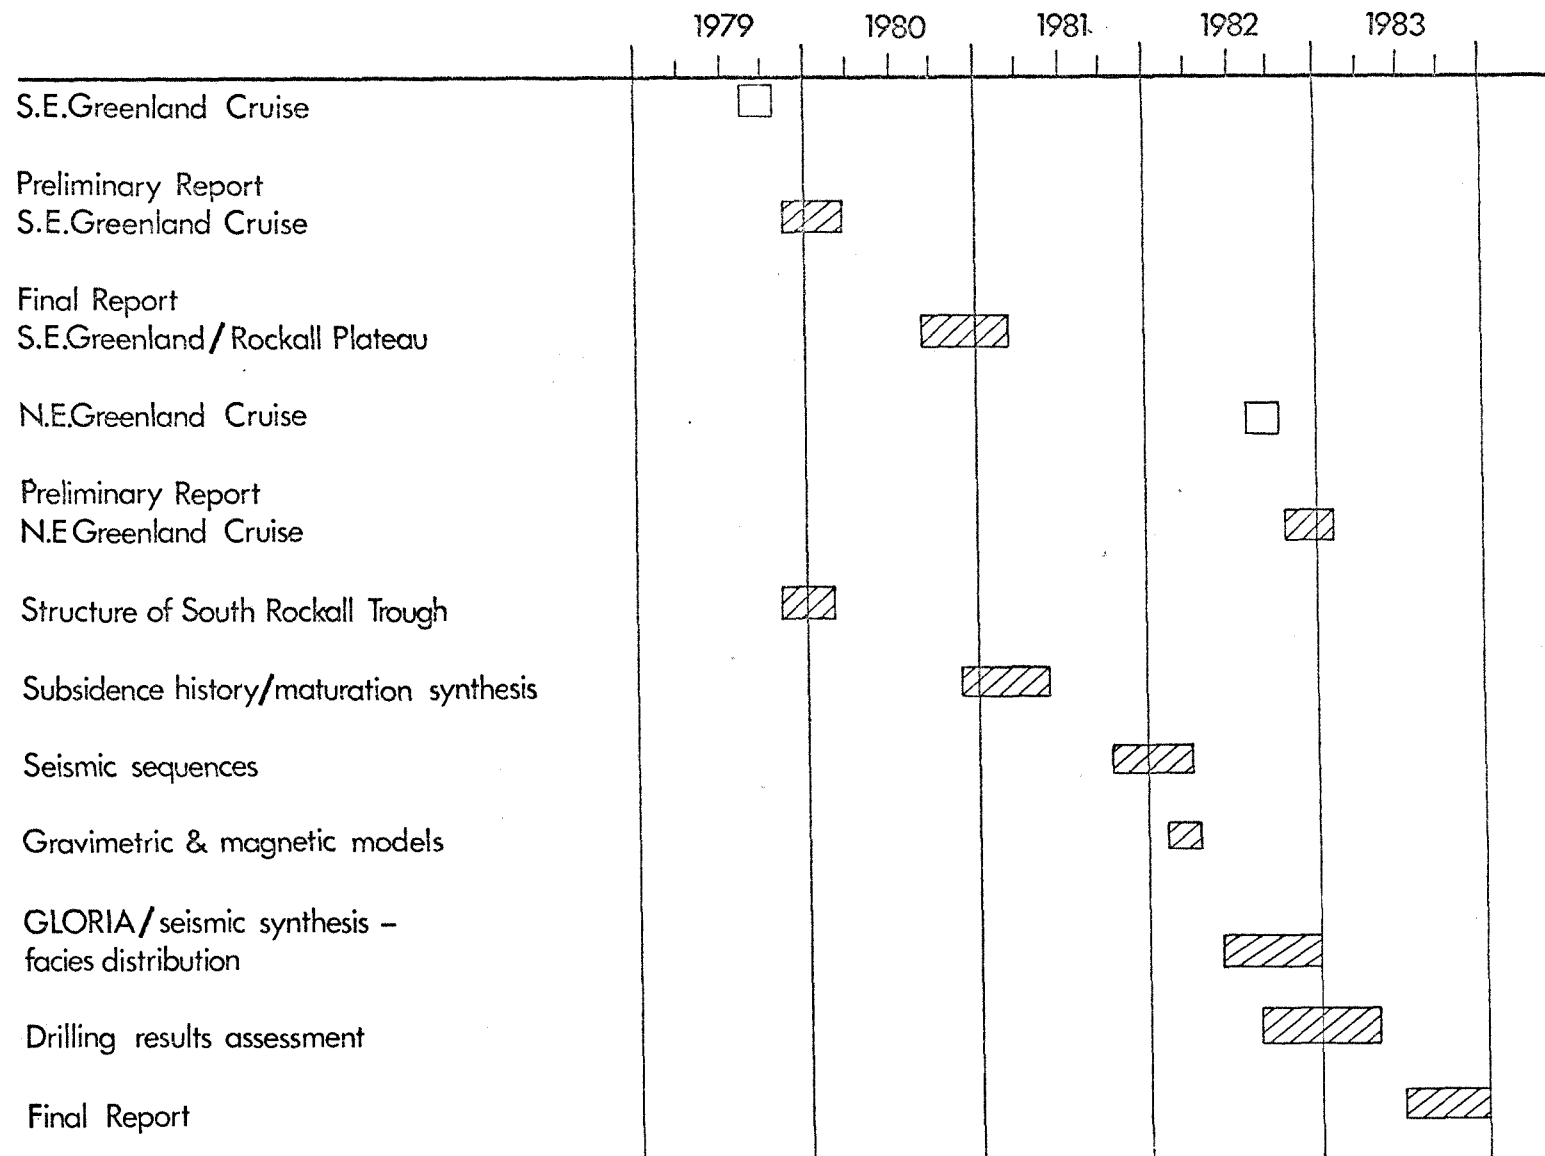 1979 1980 1981 1982 1983
S.E.Greenland Cruise
Preliminary Report
S.E.Greenland Cruise
Final Report
S.E.Greenland/Rockall Plateau
N.E.Greenland Cruise
Preliminary Report
N.E Greenland Cruise
Structure of South Rockall Trough
Subsidence history/maturation synthesis
Seismic sequences
Gravimetric & magnetic models
GLORIA/seismic synthesis –
facies distribution
Drilling results assessment
Final Report